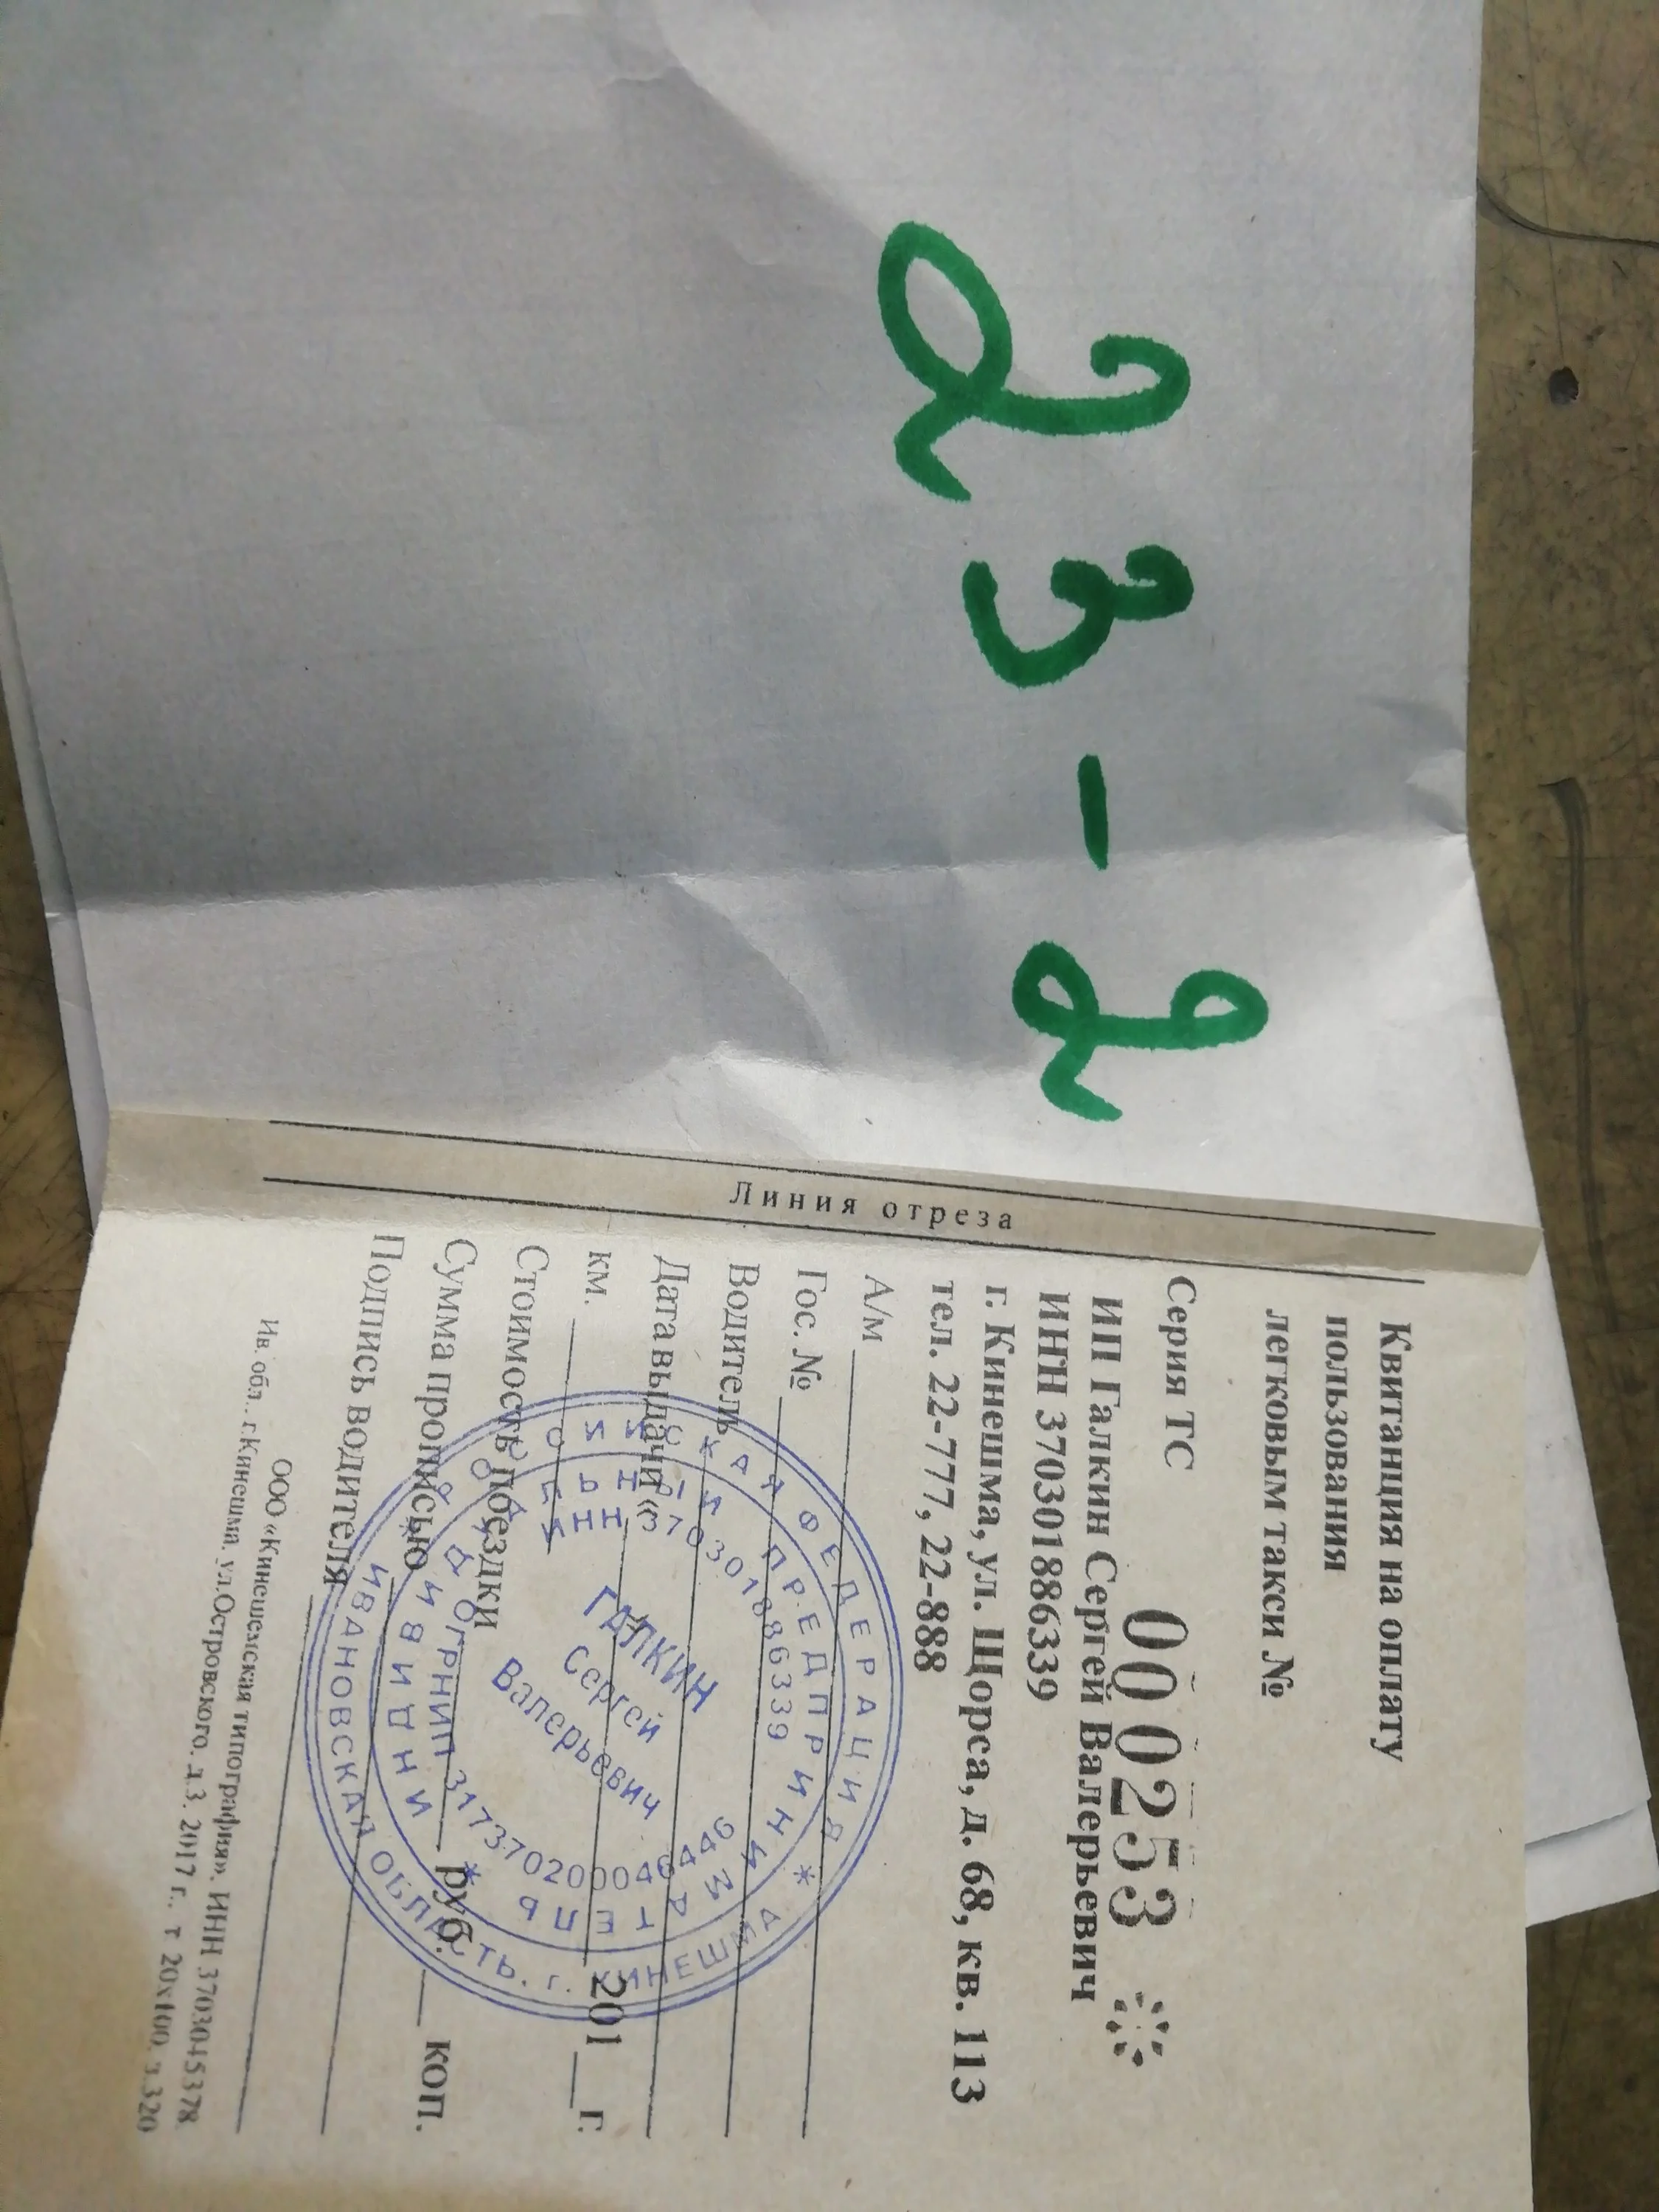 23-2
Линия отреза
Квитанция на оплату
пользования
легковым такси №
Серия ТС 000253
ИП Галкин Сергей Валерьевич
ИНН 370301886339
г. Кинешма, ул. Щорса, д. 68, кв. 113
тел. 22-777, 22-888
А/м
Гос. №
Водитель
Дата выдачи « » 201 г.
км.
Стоимость поездки
Сумма прописью руб. коп.
Подпись водителя
ООО «Кинешемская типография». ИНН 3703045378.
Ив. обл., г.Кинешма, ул.Островского, д.3. 2017 г., т. 20х100, з.320
РОССИЙСКАЯ ФЕДЕРАЦИЯ *
ИВАНОВСКАЯ ОБЛАСТЬ. г. КИНЕШМА *
ИНДИВИДУАЛЬНЫЙ ПРЕДПРИНИМАТЕЛЬ *
ИНН 370301886339
ОГРНИП 317370200046446
ГАЛКИН
Сергей
Валерьевич